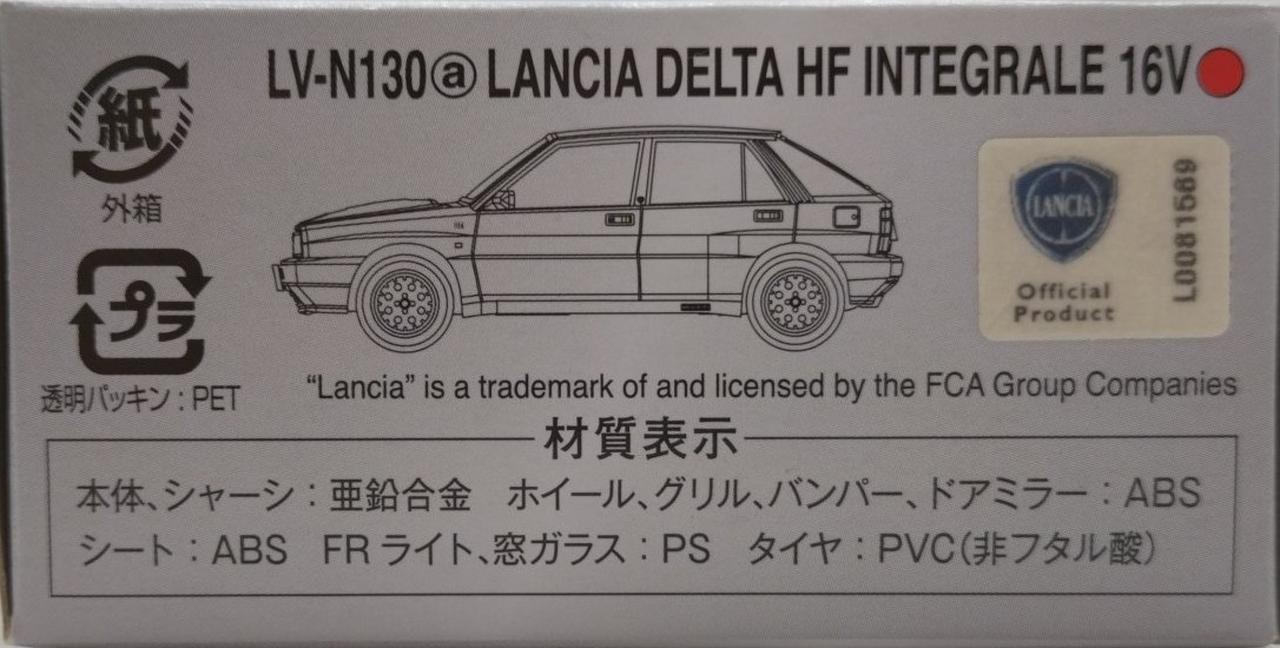 LV-N130ⓐ LANCIA DELTA HF INTEGRALE 16V
紙
外箱
プラ
透明パッキン：PET
LANCIA
Official
Product
L0081569
“Lancia” is a trademark of and licensed by the FCA Group Companies
材質表示
本体、シャーシ：亜鉛合金　ホイール、グリル、バンパー、ドアミラー：ABS
シート：ABS　FRライト、窓ガラス：PS　タイヤ：PVC（非フタル酸）